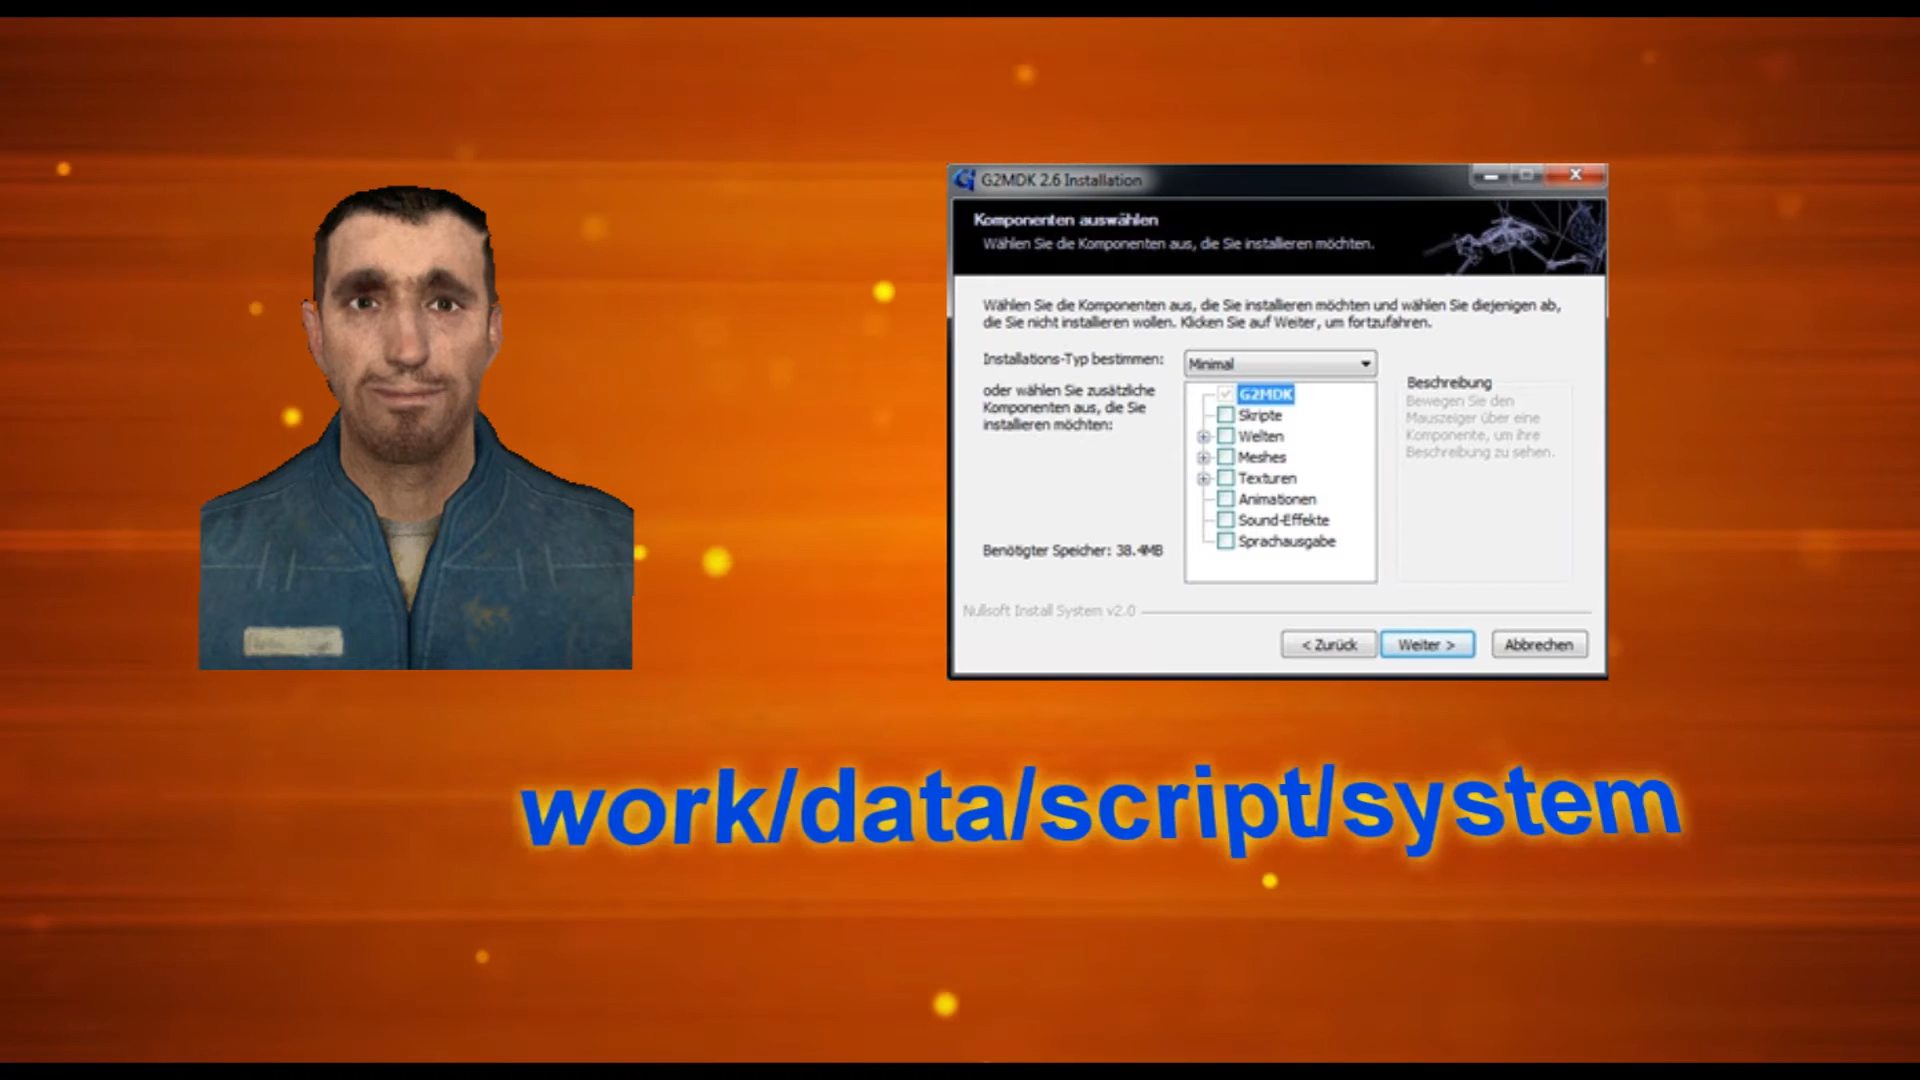 G2MDK 2.6 Installation
Komponenten auswählen
Wählen Sie die Komponenten aus, die Sie installieren möchten.
Wählen Sie die Komponenten aus, die Sie installieren möchten und wählen Sie diejenigen ab,
die Sie nicht installieren wollen. Klicken Sie auf Weiter, um fortzufahren.
Installations-Typ bestimmen:
Minimal
oder wählen Sie zusätzliche
Komponenten aus, die Sie
installieren möchten:
G2MDK
Skripte
Welten
Meshes
Texturen
Animationen
Sound-Effekte
Sprachausgabe
Beschreibung
Bewegen Sie den
Mauszeiger über eine
Komponente, um ihre
Beschreibung zu sehen.
Benötigter Speicher: 38.4MB
Nullsoft Install System v2.0
< Zurück
Weiter >
Abbrechen
work/data/script/system